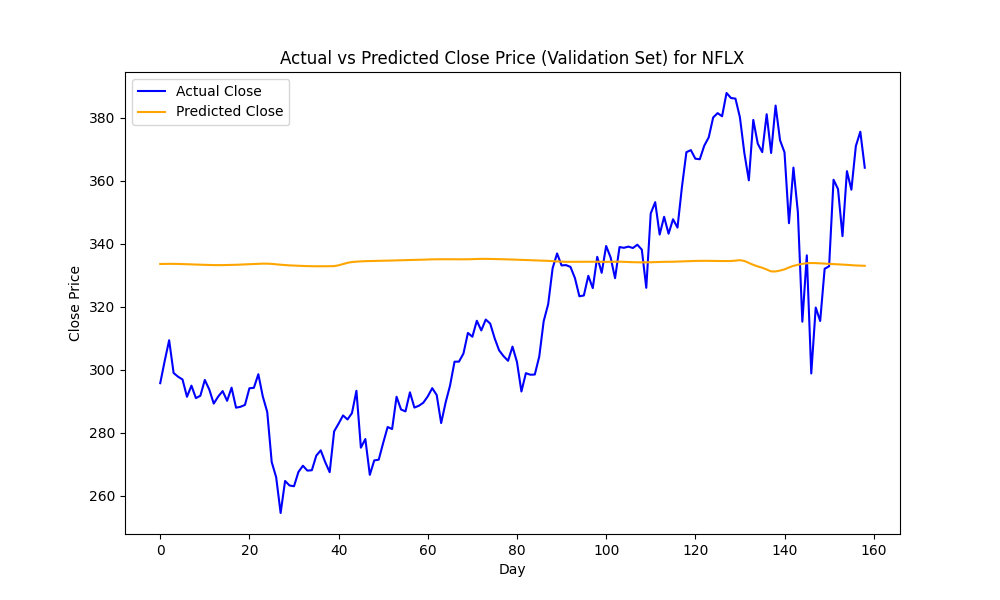 Actual vs Predicted Close Price (Validation Set) for NFLX
Actual Close
Predicted Close
Close Price
380
360
340
320
300
280
260
0 20 40 60 80 100 120 140 160
Day